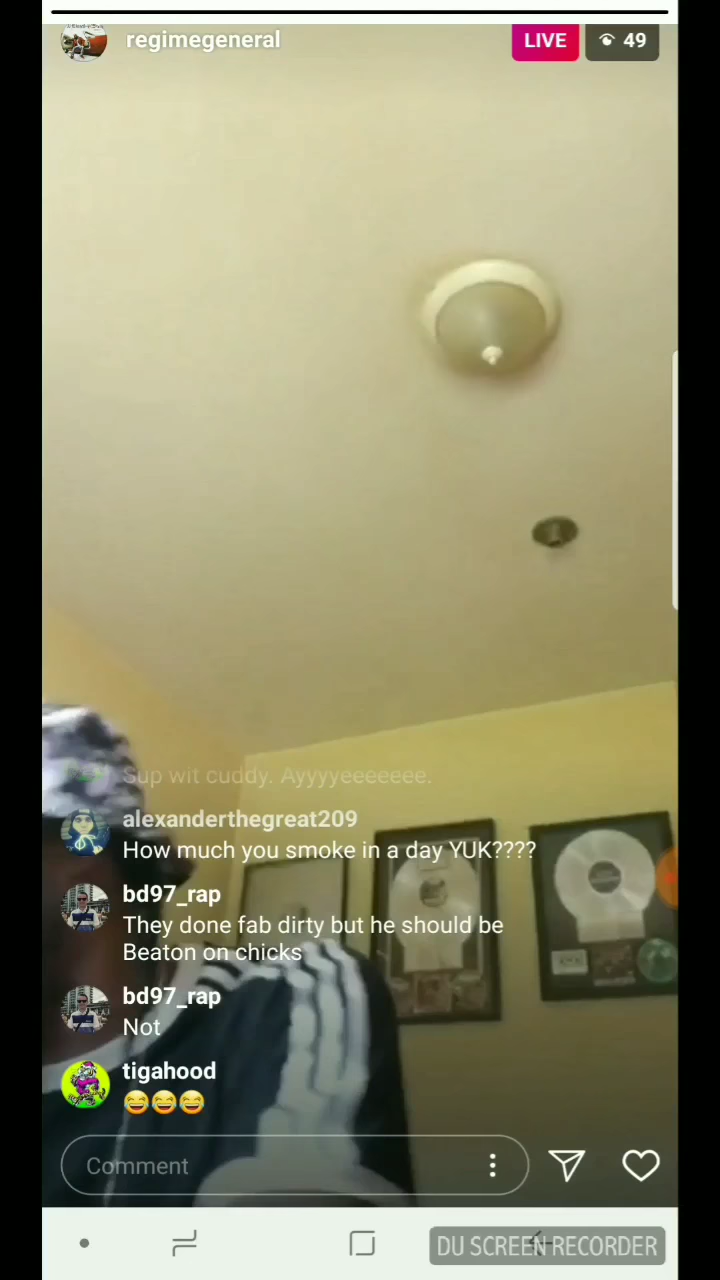 regimegeneral
LIVE
49
Sup wit cuddy. Ayyyyeeeeeee.
alexanderthegreat209
How much you smoke in a day YUK????
bd97_rap
They done fab dirty but he should be
Beaton on chicks
bd97_rap
Not
tigahood
😂😂😂
Comment
DU SCREEN RECORDER